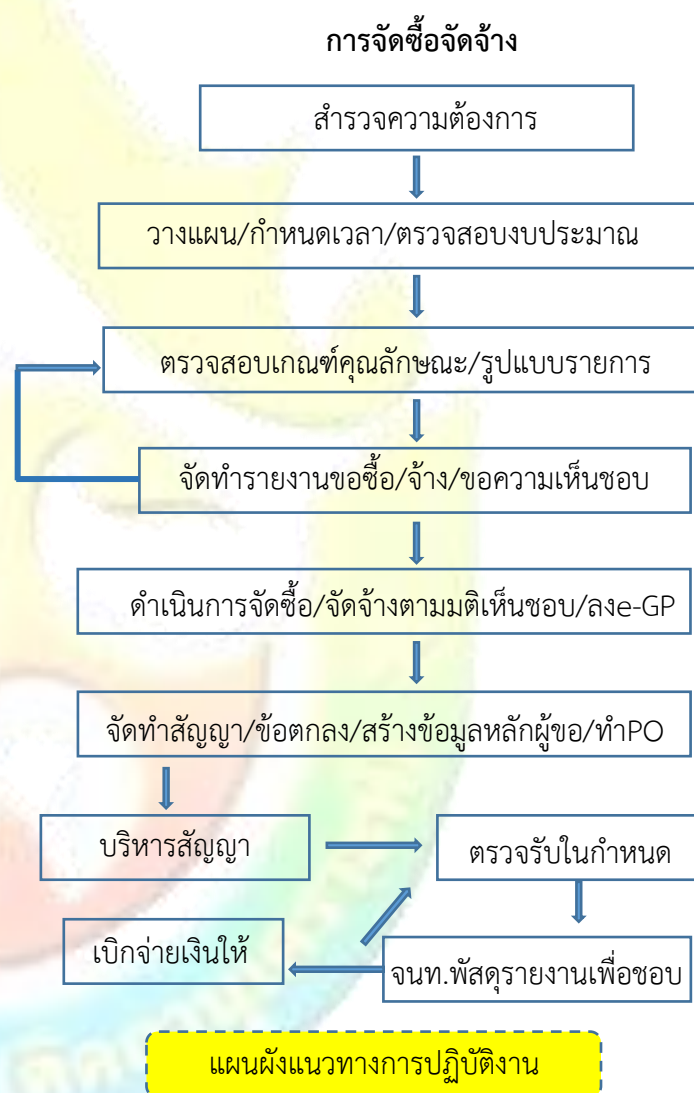 การจัดซื้อจัดจ้าง
สำรวจความต้องการ
วางแผน/กำหนดเวลา/ตรวจสอบงบประมาณ
ตรวจสอบเกณฑ์คุณลักษณะ/รูปแบบรายการ
จัดทำรายงานขอซื้อ/จ้าง/ขอความเห็นชอบ
ดำเนินการจัดซื้อ/จัดจ้างตามมติเห็นชอบ/ลงe-GP
จัดทำสัญญา/ข้อตกลง/สร้างข้อมูลหลักผู้ขอ/ทำPO
บริหารสัญญา
ตรวจรับในกำหนด
เบิกจ่ายเงินให้
จนท.พัสดุรายงานเพื่อชอบ
แผนผังแนวทางการปฏิบัติงาน